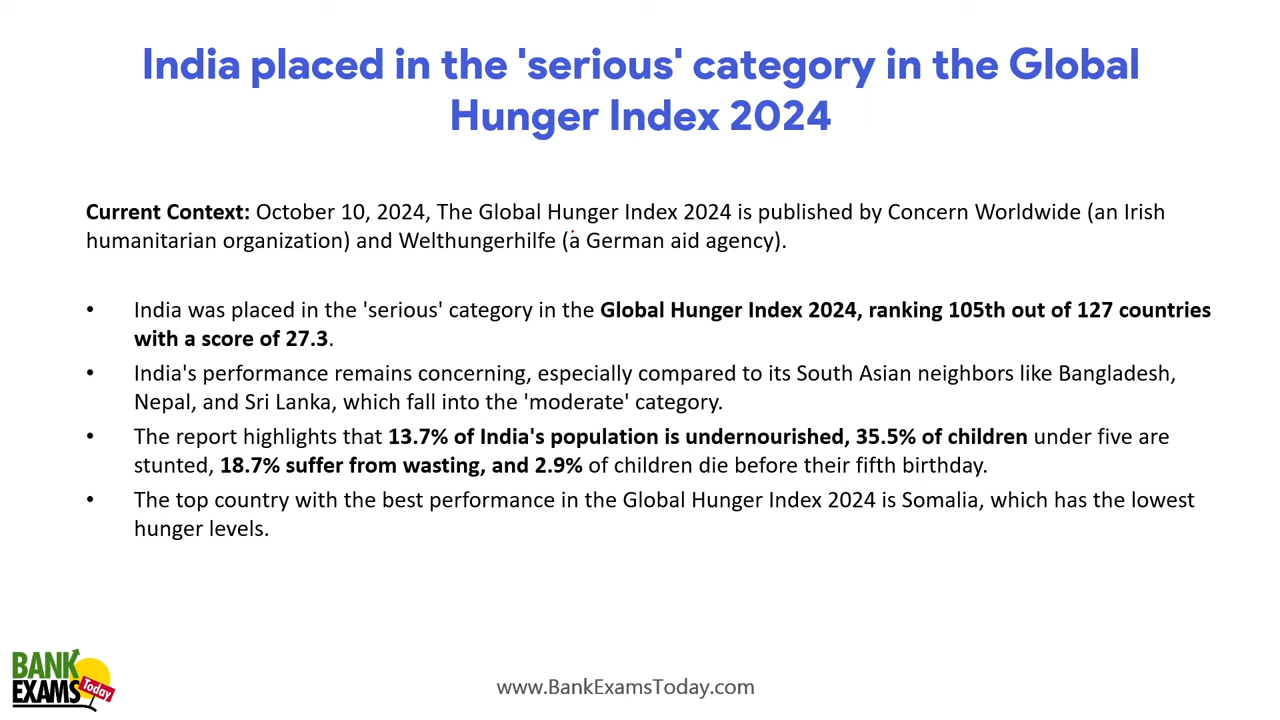 India placed in the 'serious' category in the Global
Hunger Index 2024
Current Context: October 10, 2024, The Global Hunger Index 2024 is published by Concern Worldwide (an Irish
humanitarian organization) and Welthungerhilfe (a German aid agency).
• India was placed in the 'serious' category in the Global Hunger Index 2024, ranking 105th out of 127 countries
with a score of 27.3.
• India's performance remains concerning, especially compared to its South Asian neighbors like Bangladesh,
Nepal, and Sri Lanka, which fall into the 'moderate' category.
• The report highlights that 13.7% of India's population is undernourished, 35.5% of children under five are
stunted, 18.7% suffer from wasting, and 2.9% of children die before their fifth birthday.
• The top country with the best performance in the Global Hunger Index 2024 is Somalia, which has the lowest
hunger levels.
BANK
EXAMS
Today
www.BankExamsToday.com